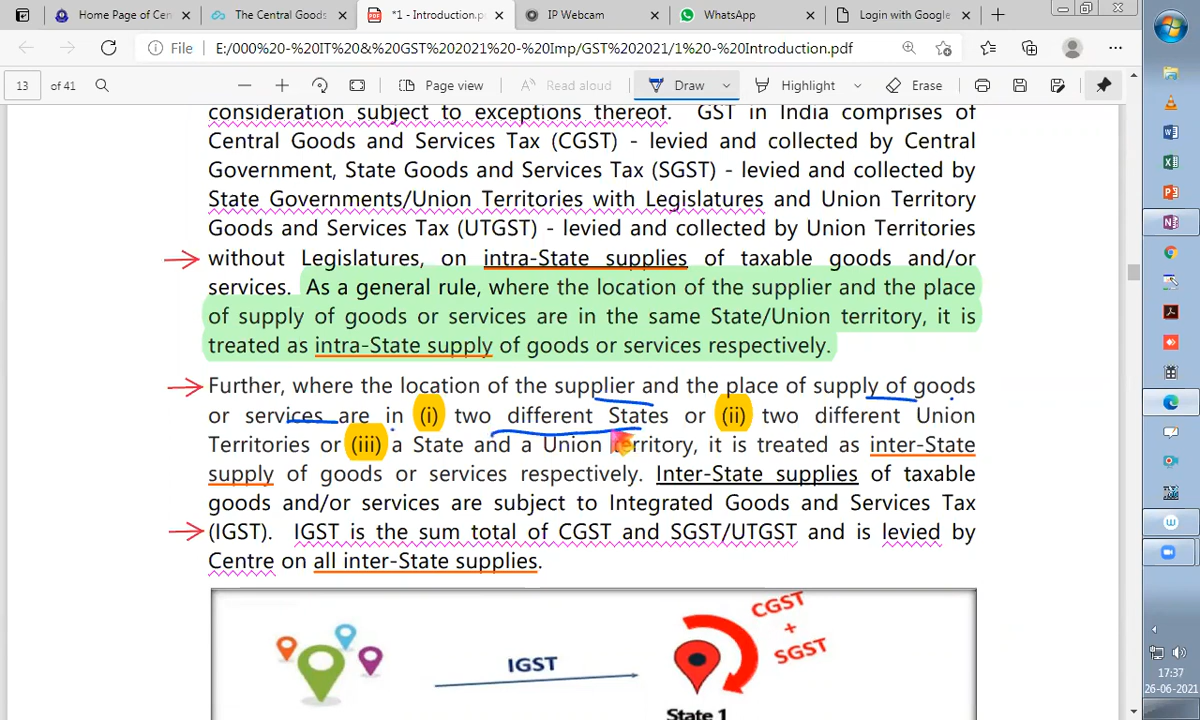 Home Page of Cen
The Central Goods
*1 - Introduction.p
IP Webcam
WhatsApp
Login with Google
File
E:/000%20-%20IT%20&%20GST%202021%20-%20Imp/GST%202021/1%20-%20Introduction.pdf
13 of 41
Page view
Read aloud
Draw
Highlight
Erase
consideration subject to exceptions thereof. GST in India comprises of
Central Goods and Services Tax (CGST) - levied and collected by Central
Government, State Goods and Services Tax (SGST) - levied and collected by
State Governments/Union Territories with Legislatures and Union Territory
Goods and Services Tax (UTGST) - levied and collected by Union Territories
without Legislatures, on intra-State supplies of taxable goods and/or
services. As a general rule, where the location of the supplier and the place
of supply of goods or services are in the same State/Union territory, it is
treated as intra-State supply of goods or services respectively.
Further, where the location of the supplier and the place of supply of goods
or services are in (i) two different States or (ii) two different Union
Territories or (iii) a State and a Union territory, it is treated as inter-State
supply of goods or services respectively. Inter-State supplies of taxable
goods and/or services are subject to Integrated Goods and Services Tax
(IGST). IGST is the sum total of CGST and SGST/UTGST and is levied by
Centre on all inter-State supplies.
CGST
+
SGST
IGST
State 1
17:37
26-06-2021